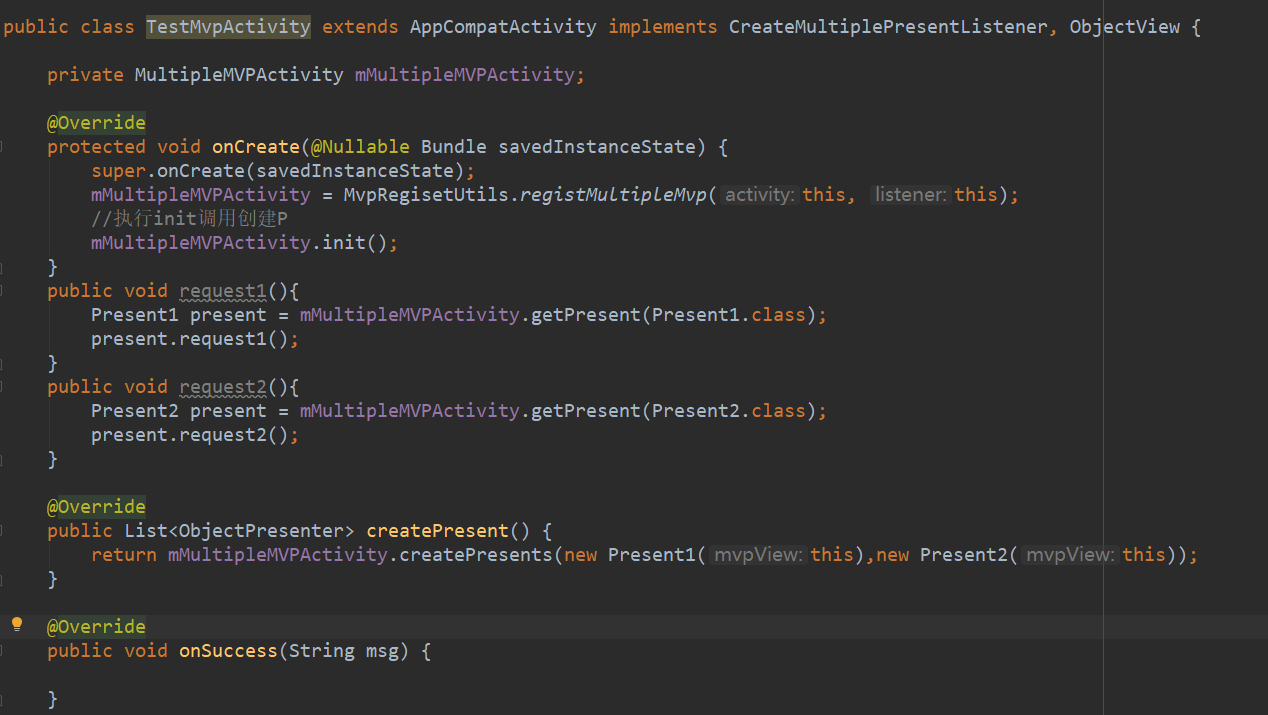 public class TestMvpActivity extends AppCompatActivity implements CreateMultiplePresentListener, ObjectView {
private MultipleMVPActivity mMultipleMVPActivity;
@Override
protected void onCreate(@Nullable Bundle savedInstanceState) {
super.onCreate(savedInstanceState);
mMultipleMVPActivity = MvpRegisetUtils.registMultipleMvp( activity: this, listener: this);
//执行init调用创建P
mMultipleMVPActivity.init();
}
public void request1(){
Present1 present = mMultipleMVPActivity.getPresent(Present1.class);
present.request1();
}
public void request2(){
Present2 present = mMultipleMVPActivity.getPresent(Present2.class);
present.request2();
}
@Override
public List<ObjectPresenter> createPresent() {
return mMultipleMVPActivity.createPresents(new Present1( mvpView: this),new Present2( mvpView: this));
}
@Override
public void onSuccess(String msg) {
}